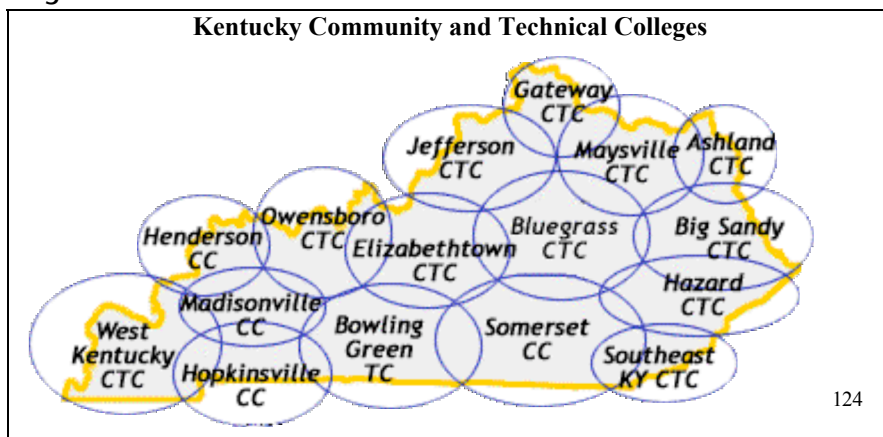 Kentucky Community and Technical Colleges
Gateway
CTC
Jefferson
CTC
Maysville
CTC
Ashland
CTC
Owensboro
CTC
Henderson
CC
Elizabethtown
CTC
Bluegrass
CTC
Big Sandy
CTC
Hazard
CTC
Madisonville
CC
West
Kentucky
CTC
Bowling
Green
TC
Somerset
CC
Southeast
KY CTC
Hopkinsville
CC
124